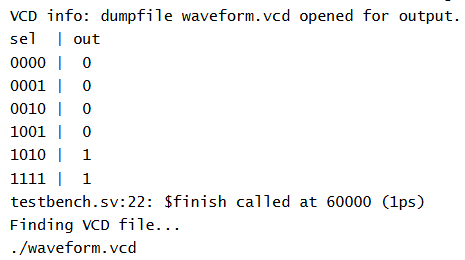 VCD info: dumpfile waveform.vcd opened for output.
sel  | out
0000 |  0
0001 |  0
0010 |  0
1001 |  0
1010 |  1
1111 |  1
testbench.sv:22: $finish called at 60000 (1ps)
Finding VCD file...
./waveform.vcd